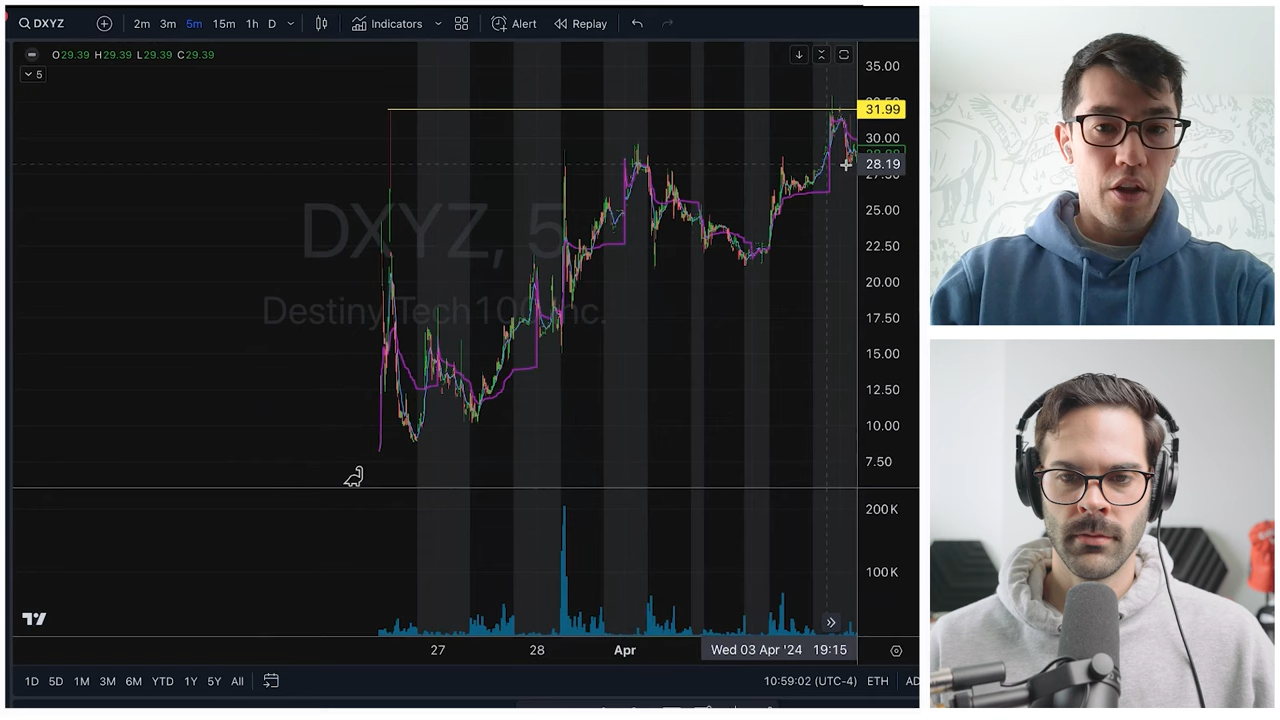 DXYZ 2m 3m 5m 15m 1h D Indicators Alert Replay
O29.39 H29.39 L29.39 C29.39
5
35.00
31.99
30.00
28.19
25.00
22.50
20.00
17.50
15.00
12.50
10.00
7.50
DXYZ, 5
Destiny Tech100 Inc.
200K
100K
27 28 Apr Wed 03 Apr '24 19:15
1D 5D 1M 3M 6M YTD 1Y 5Y All 10:59:02 (UTC-4) ETH